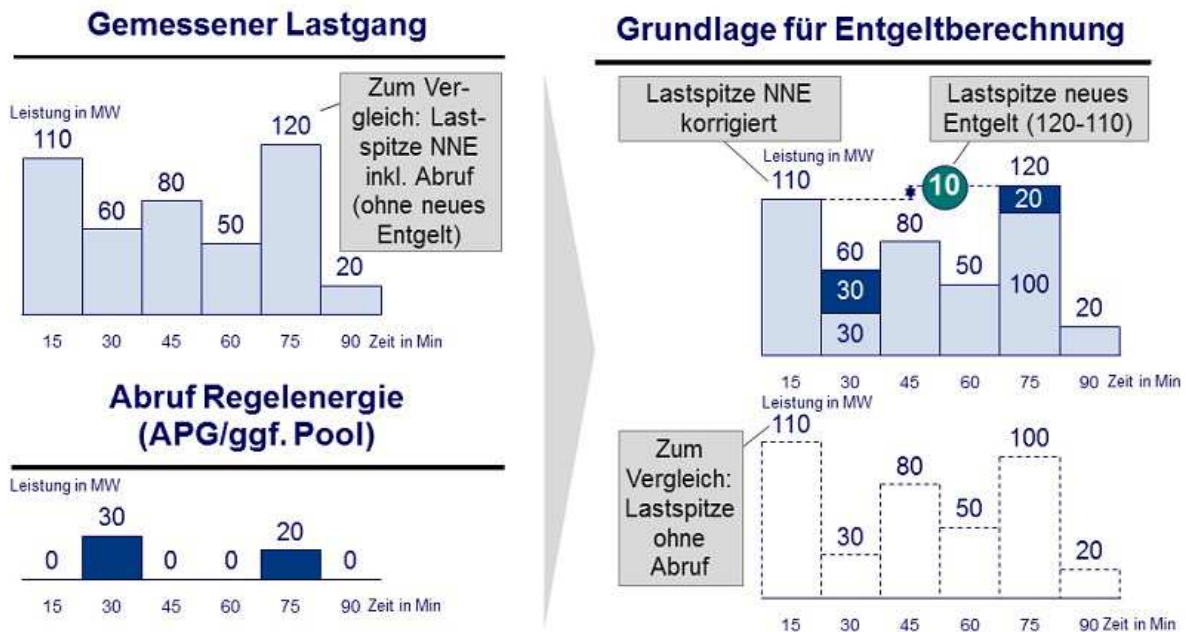 Gemessener Lastgang
Leistung in MW
Zum Ver-
gleich: Last-
spitze NNE
inkl. Abruf
(ohne neues
Entgelt)
110
60
80
50
120
20
15 30 45 60 75 90 Zeit in Min
Abruf Regelenergie
(APG/ggf. Pool)
Leistung in MW
0 30 0 0 20 0
15 30 45 60 75 90 Zeit in Min
Grundlage für Entgeltberechnung
Lastspitze NNE
korrigiert
Lastspitze neues
Entgelt (120-110)
Leistung in MW
110
10
120
20
80
60
30
50
100
30
20
15 30 45 60 75 90 Zeit in Min
Leistung in MW
Zum
Vergleich:
Lastspitze
ohne
Abruf
110
30
80
50
100
20
15 30 45 60 75 90 Zeit in Min